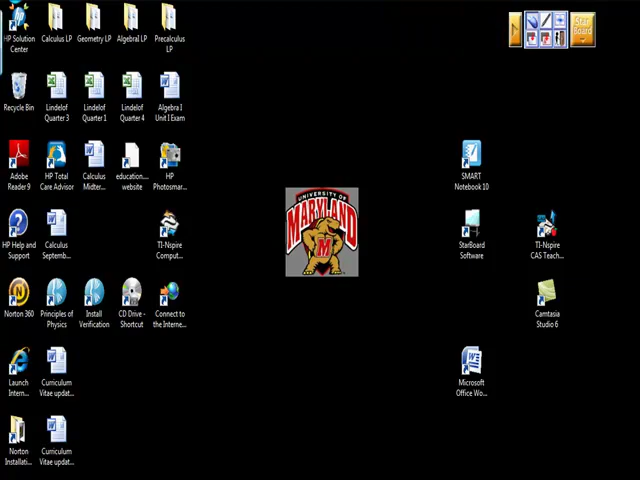 HP Solution
Center
Calculus LP
Geometry LP
Algebra LP
Precalculus
LP
Star
Board
Recycle Bin
Lindelof
Quarter 3
Lindelof
Quarter 1
Lindelof
Quarter 4
Algebra I
Unit I Exam
Adobe
Reader 9
HP Total
Care Advisor
Calculus
Midter...
education....
website
HP
Photosmar...
SMART
Notebook 10
UNIVERSITY OF
MARYLAND
M
HP Help and
Support
Calculus
Septemb...
TI-Nspire
Comput...
StarBoard
Software
TI-Nspire
CAS Teach...
Norton 360
Principles of
Physics
Install
Verification
CD Drive -
Shortcut
Connect to
the Interne...
Camtasia
Studio 6
Launch
Intern...
Curriculum
Vitae updat...
Microsoft
Office Wo...
Norton
Installati...
Curriculum
Vitae updat...